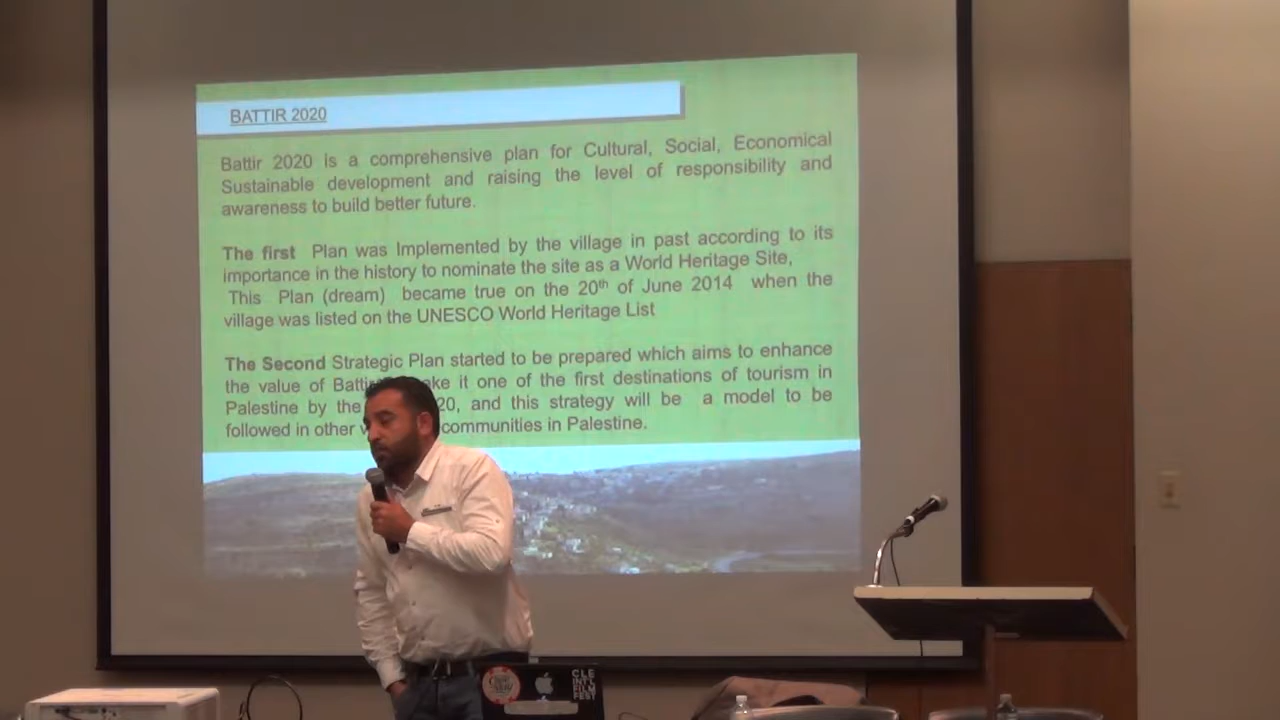 BATTIR 2020
Battir 2020 is a comprehensive plan for Cultural, Social, Economical
Sustainable development and raising the level of responsibility and
awareness to build better future.
The first Plan was Implemented by the village in past according to its
importance in the history to nominate the site as a World Heritage Site,
This Plan (dream) became true on the 20th of June 2014 when the
village was listed on the UNESCO World Heritage List
The Second Strategic Plan started to be prepared which aims to enhance
the value of Battir it one of the first destinations of tourism in
Palestine by the and this strategy will be a model to be
followed in other communities in Palestine.
CLE
INT'L
FILM
FEST